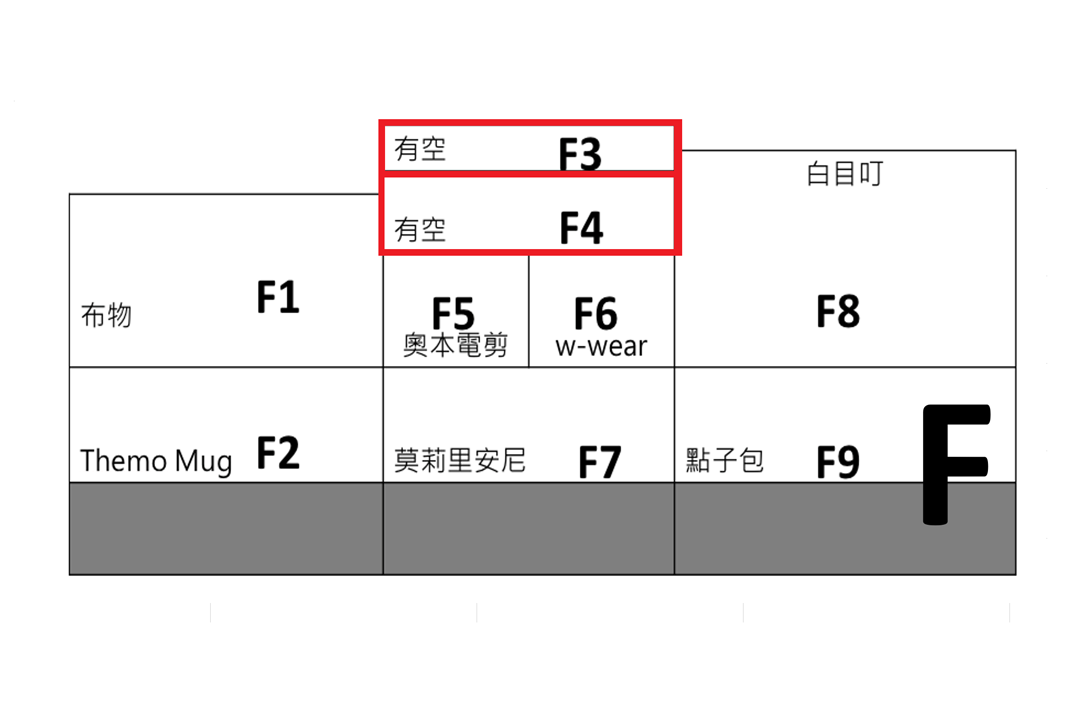 有空 F3
白目叮
有空 F4
布物 F1
F5
奧本電剪
F6
w-wear
F8
Themo Mug F2
莫莉里安尼 F7
點子包 F9
F